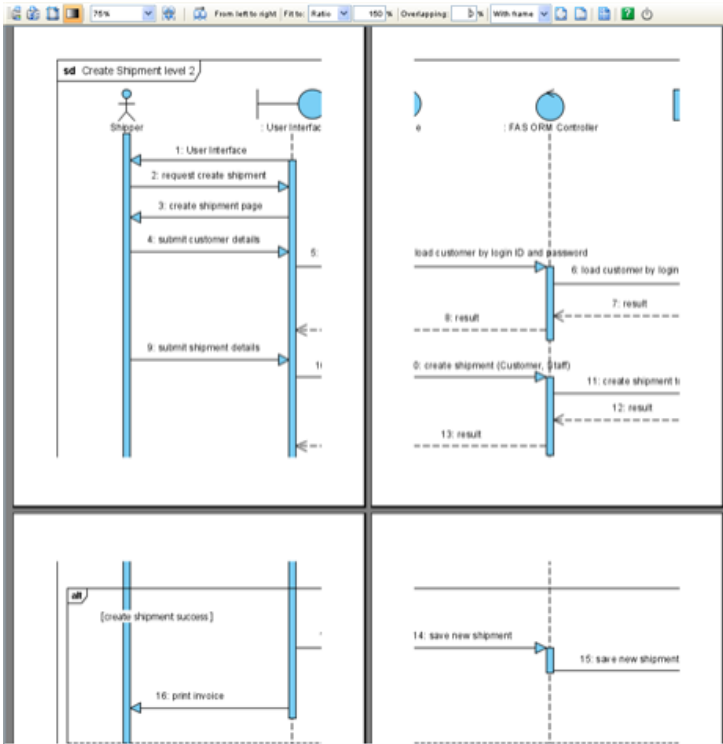 75% From left to right Fit to: Ratio 150 % Overlapping: % With frame
sd Create Shipment level 2
Shipper
: User Interfac
e
: FAS ORM Controller
1: User Interface
2: request create shipment
3: create shipment page
4: submit customer details
5:
load customer by login ID and password
6: load customer by login
7: result
8: result
9: submit shipment details
10
0: create shipment (Customer, Staff)
11: create shipment t
12: result
13: result
alt
[create shipment success]
14: save new shipment
15: save new shipment
16: print invoice